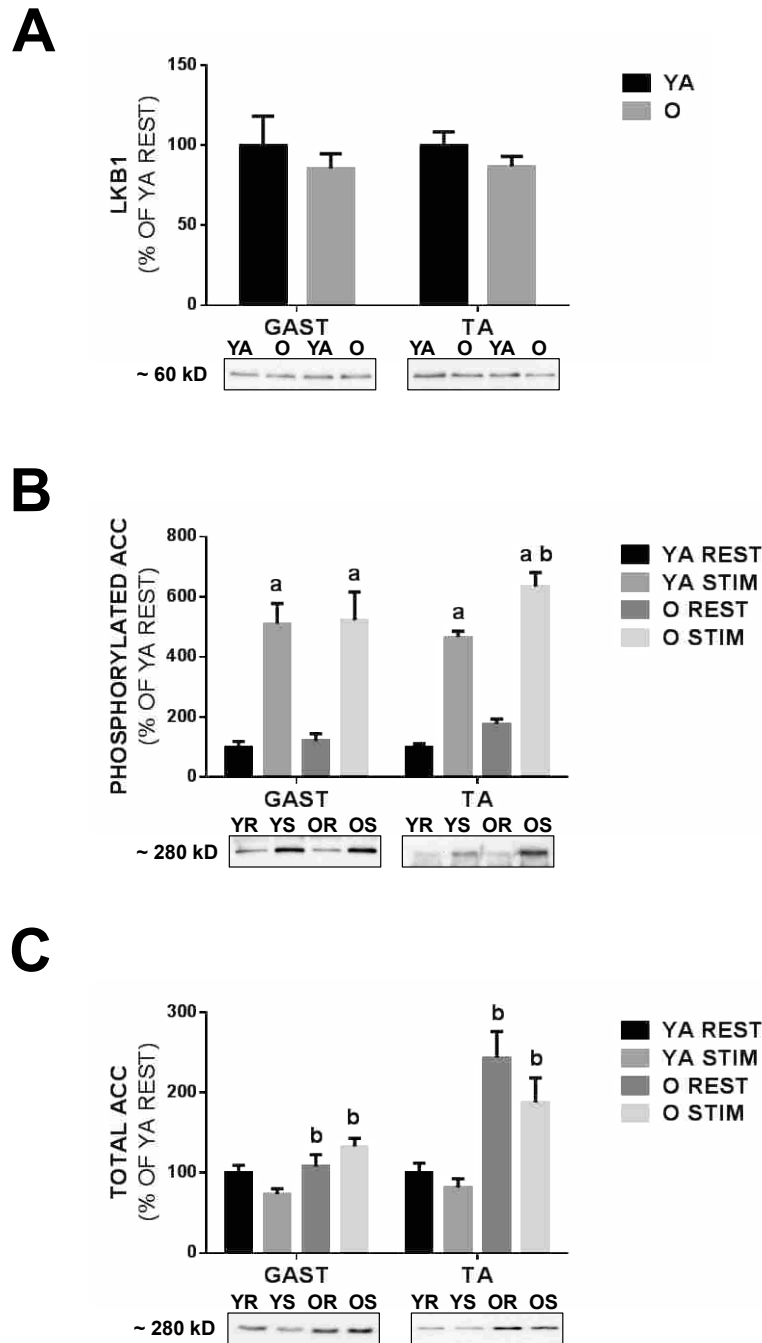 A
LKB1
(% OF YA REST)
150
100
50
0
GAST
TA
YA
O
YA O YA O
YA O YA O
~ 60 kD
B
PHOSPHORYLATED ACC
(% OF YA REST)
800
600
400
200
0
a
a
a
a b
GAST
TA
YA REST
YA STIM
O REST
O STIM
YR YS OR OS
YR YS OR OS
~ 280 kD
C
TOTAL ACC
(% OF YA REST)
300
200
100
0
b
b
b
b
GAST
TA
YA REST
YA STIM
O REST
O STIM
YR YS OR OS
YR YS OR OS
~ 280 kD